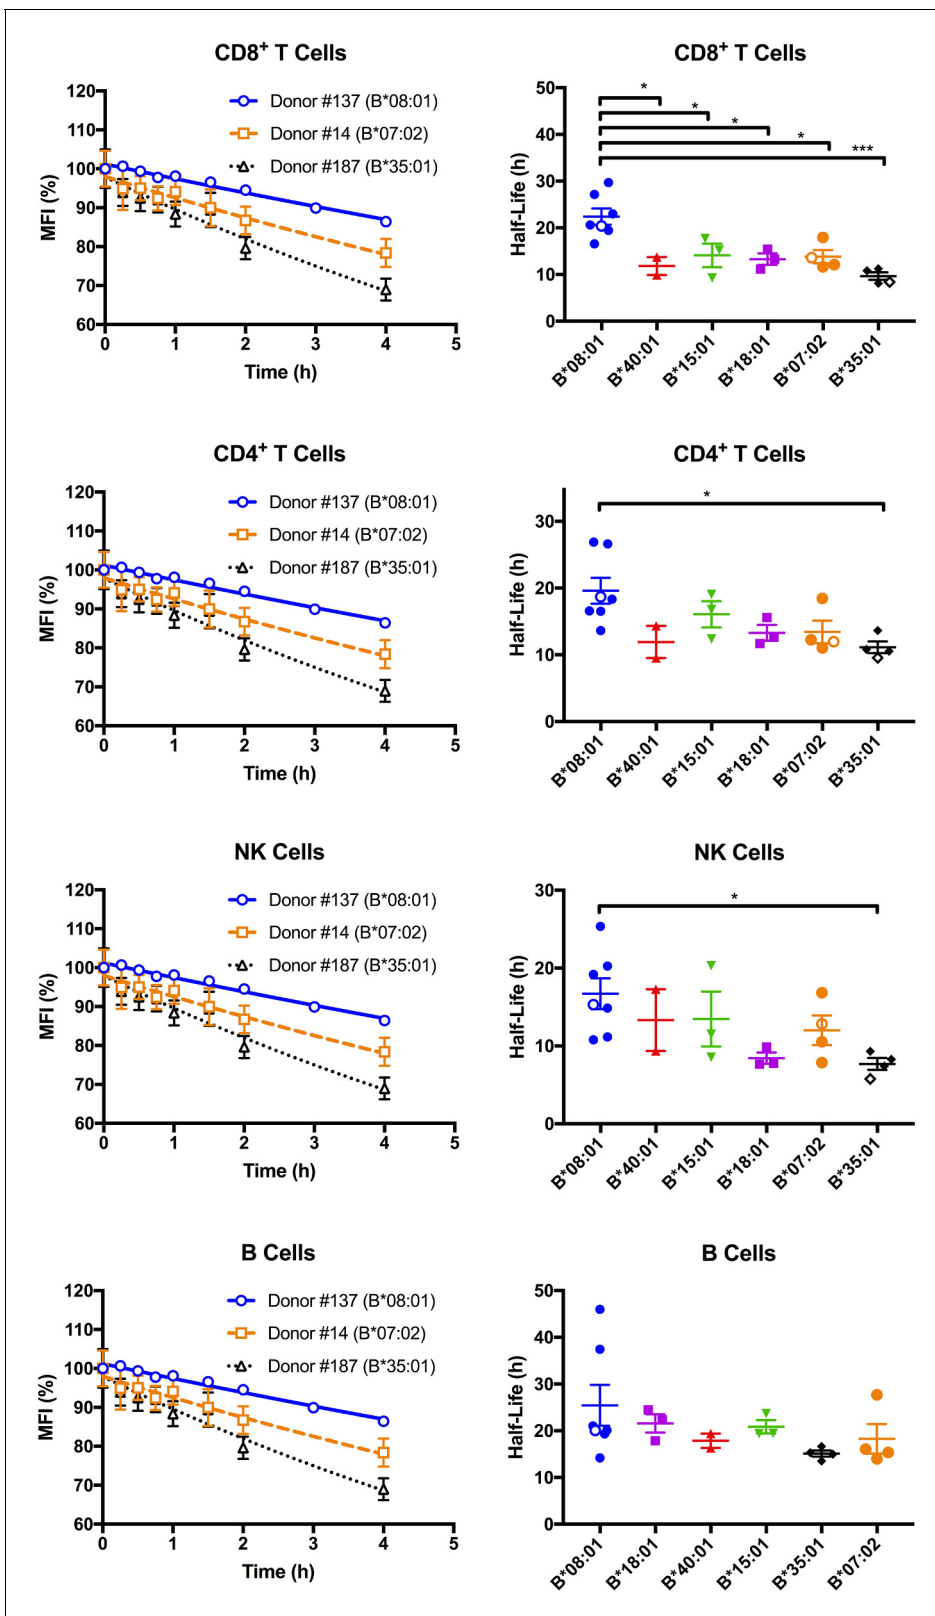 CD8+ T Cells
120
110
100
90
80
70
60
MFI (%)
0 1 2 3 4 5
Time (h)
Donor #137 (B*08:01)
Donor #14 (B*07:02)
Donor #187 (B*35:01)
CD8+ T Cells
50
40
30
20
10
0
Half-Life (h)
*
*
*
*
***
B*08:01 B*40:01 B*15:01 B*18:01 B*07:02 B*35:01
CD4+ T Cells
120
110
100
90
80
70
60
MFI (%)
0 1 2 3 4 5
Time (h)
Donor #137 (B*08:01)
Donor #14 (B*07:02)
Donor #187 (B*35:01)
CD4+ T Cells
30
20
10
0
Half-Life (h)
*
B*08:01 B*40:01 B*15:01 B*18:01 B*07:02 B*35:01
NK Cells
120
110
100
90
80
70
60
MFI (%)
0 1 2 3 4 5
Time (h)
Donor #137 (B*08:01)
Donor #14 (B*07:02)
Donor #187 (B*35:01)
NK Cells
30
20
10
0
Half-Life (h)
*
B*08:01 B*40:01 B*15:01 B*18:01 B*07:02 B*35:01
B Cells
120
110
100
90
80
70
60
MFI (%)
0 1 2 3 4 5
Time (h)
Donor #137 (B*08:01)
Donor #14 (B*07:02)
Donor #187 (B*35:01)
B Cells
50
40
30
20
10
0
Half-Life (h)
B*08:01 B*18:01 B*40:01 B*15:01 B*35:01 B*07:02